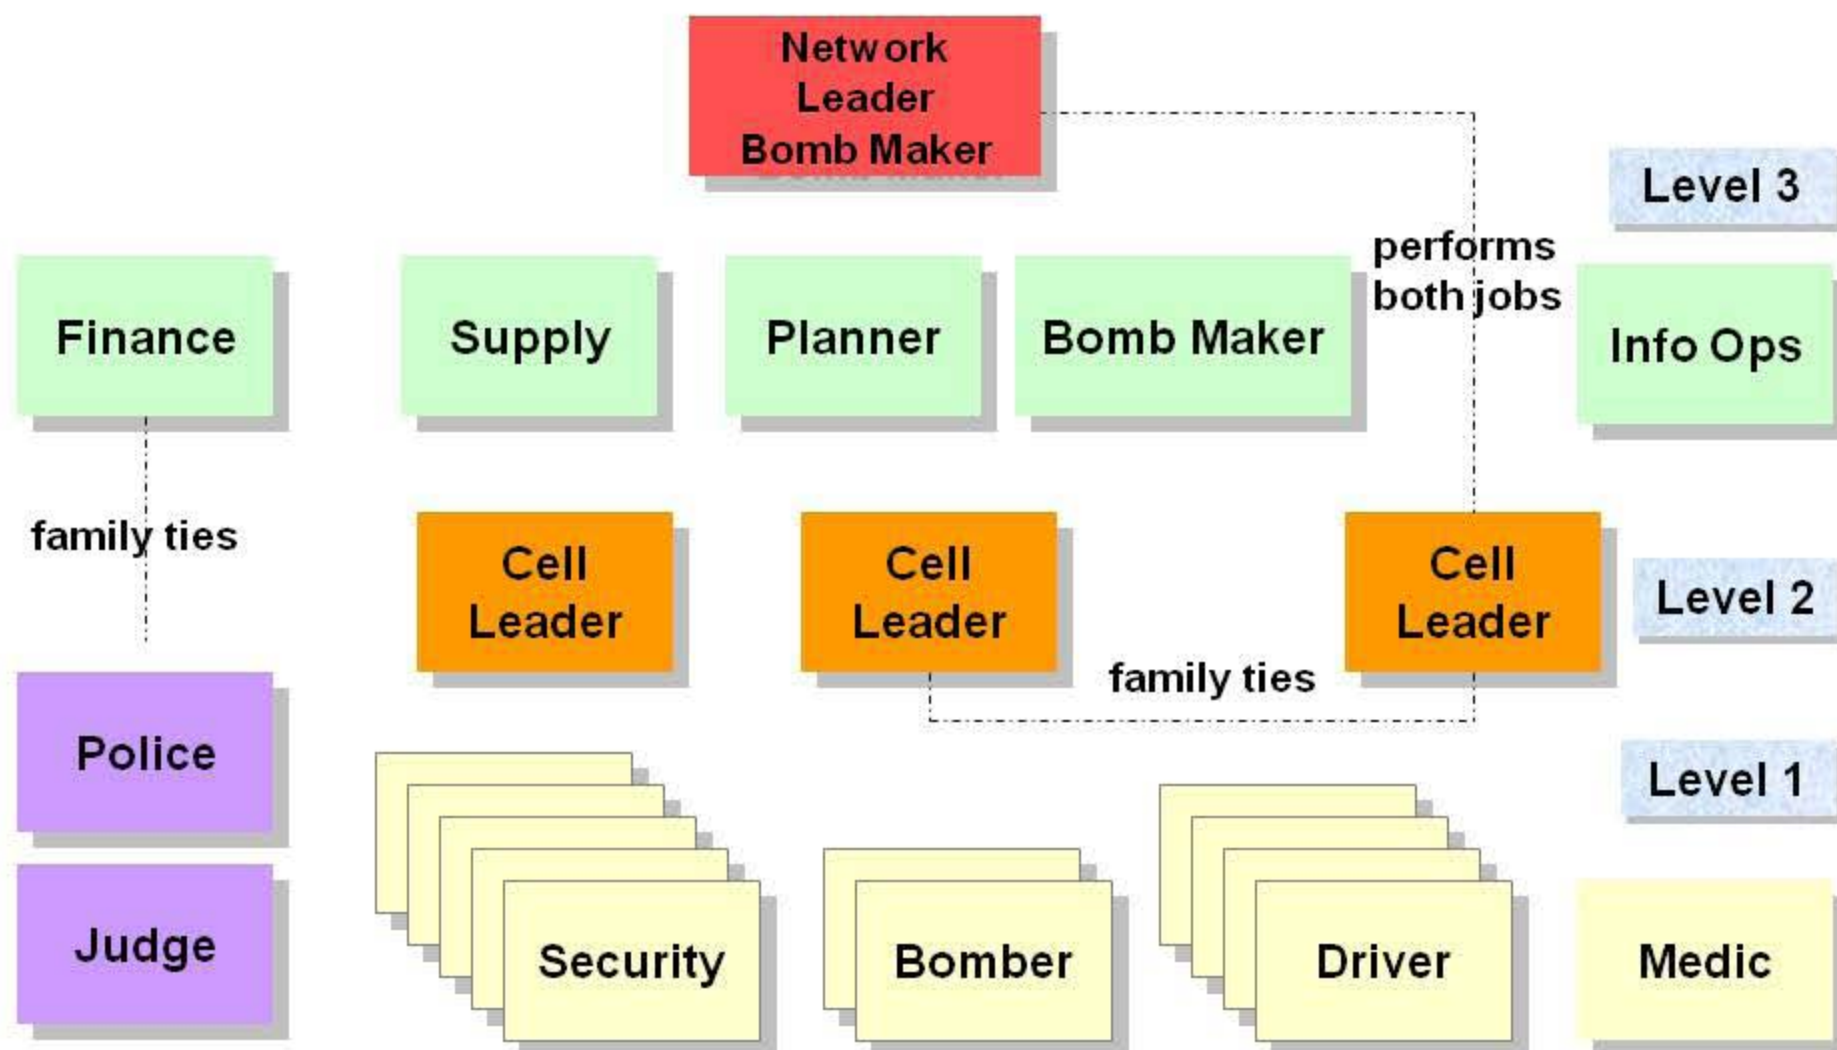 Network
Leader
Bomb Maker
Level 3
performs
both jobs
Finance
Supply
Planner
Bomb Maker
Info Ops
family ties
Cell
Leader
Cell
Leader
Cell
Leader
Level 2
family ties
Police
Level 1
Judge
Security
Bomber
Driver
Medic